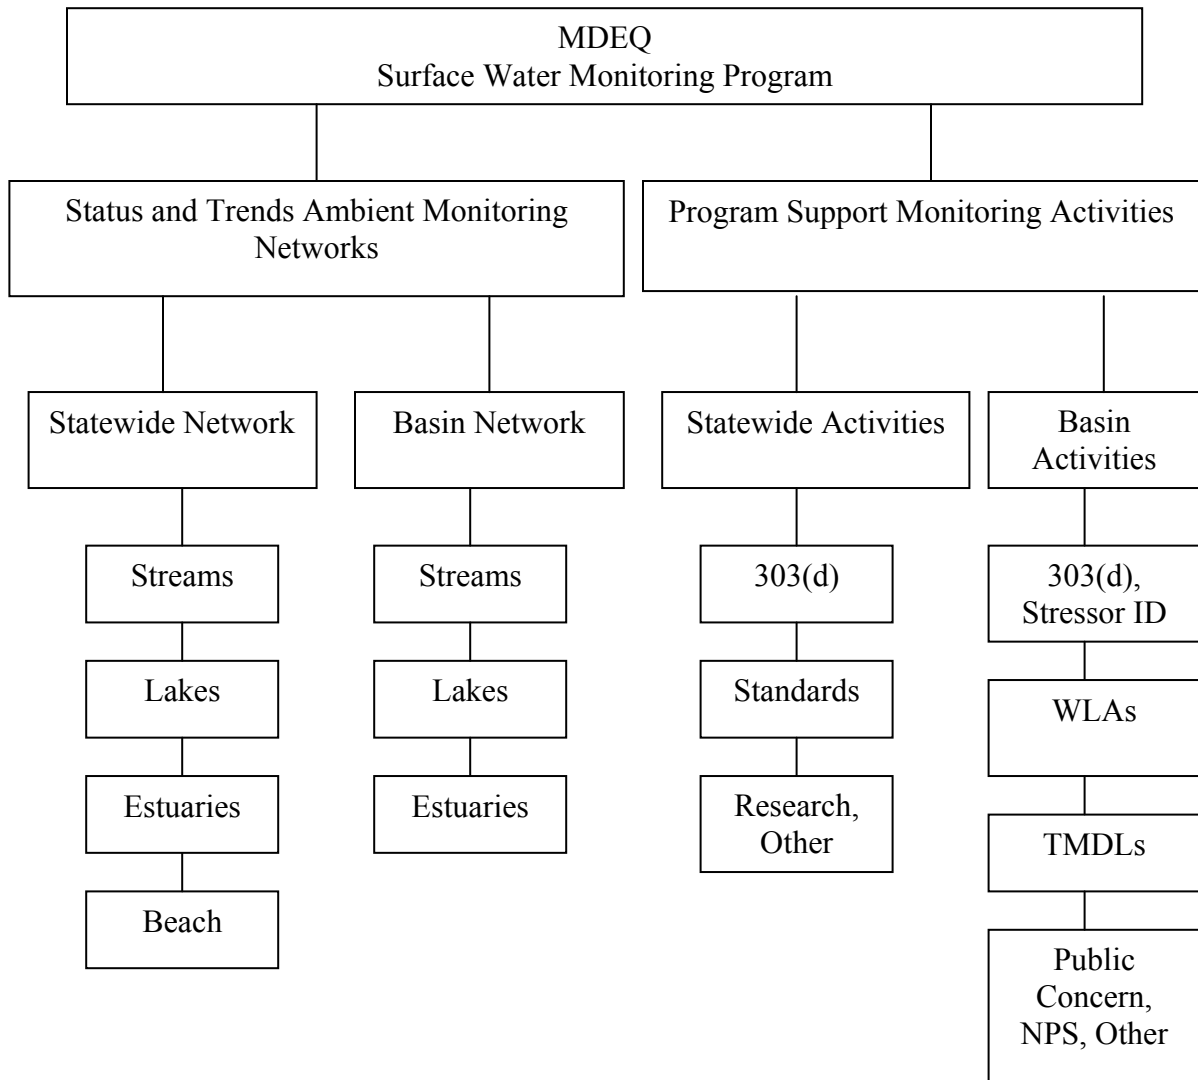 MDEQ
Surface Water Monitoring Program
Status and Trends Ambient Monitoring
Networks
Program Support Monitoring Activities
Statewide Network
Basin Network
Statewide Activities
Basin
Activities
Streams
Lakes
Estuaries
Beach
Streams
Lakes
Estuaries
303(d)
Standards
Research,
Other
303(d),
Stressor ID
WLAs
TMDLs
Public
Concern,
NPS, Other